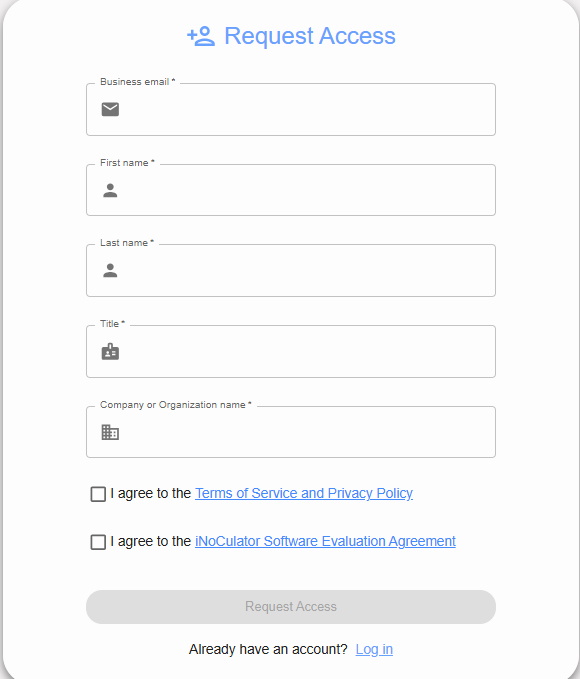 Request Access
Business email *
First name *
Last name *
Title *
Company or Organization name *
I agree to the Terms of Service and Privacy Policy
I agree to the iNoCulator Software Evaluation Agreement
Request Access
Already have an account? Log in